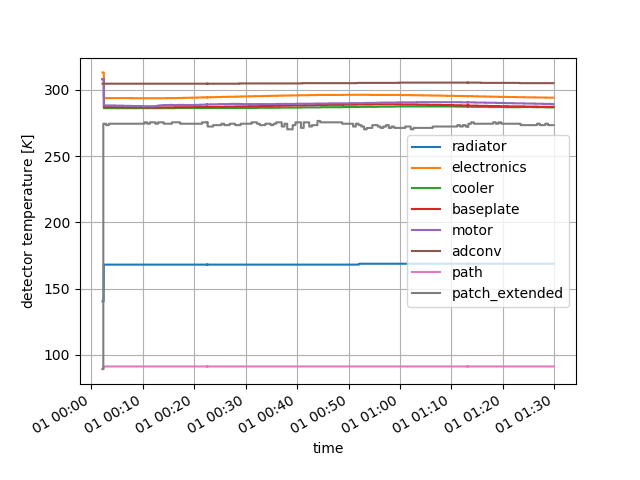 300
250
200
150
100
detector temperature [K]
radiator
electronics
cooler
baseplate
motor
adconv
path
patch_extended
01 00:00
01 00:10
01 00:20
01 00:30
01 00:40
01 00:50
01 01:00
01 01:10
01 01:20
01 01:30
time